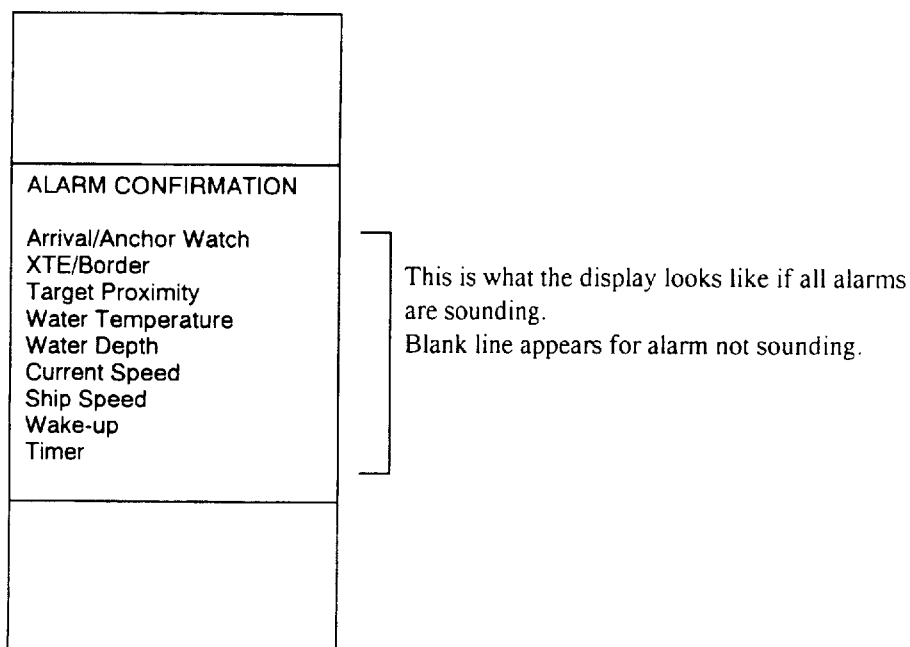 ALARM CONFIRMATION
Arrival/Anchor Watch
XTE/Border
Target Proximity
Water Temperature
Water Depth
Current Speed
Ship Speed
Wake-up
Timer
This is what the display looks like if all alarms
are sounding.
Blank line appears for alarm not sounding.